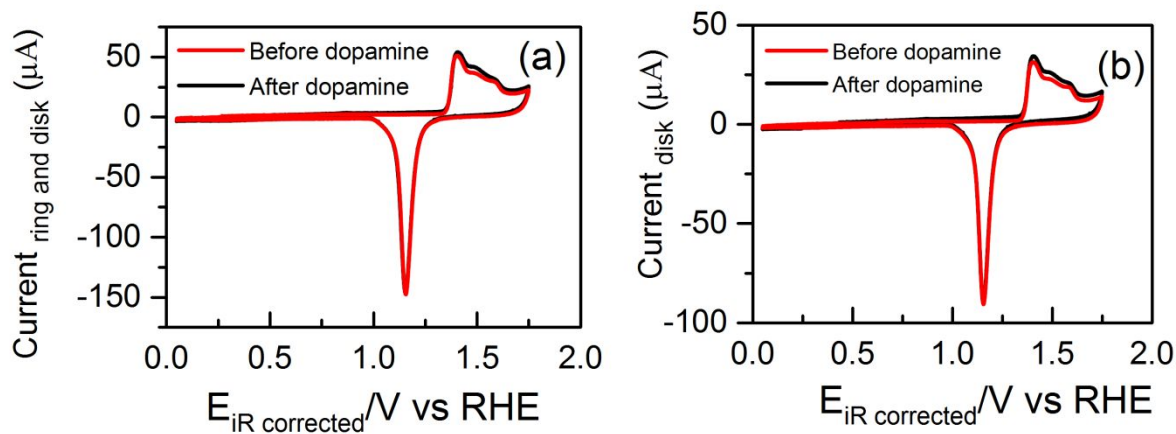 Current ring and disk (μA)
50
0
-50
-100
-150
Before dopamine
After dopamine
(a)
0.0 0.5 1.0 1.5 2.0
E iR corrected/V vs RHE
Current disk (μA)
50
0
-50
-100
Before dopamine
After dopamine
(b)
0.0 0.5 1.0 1.5 2.0
E iR corrected/V vs RHE